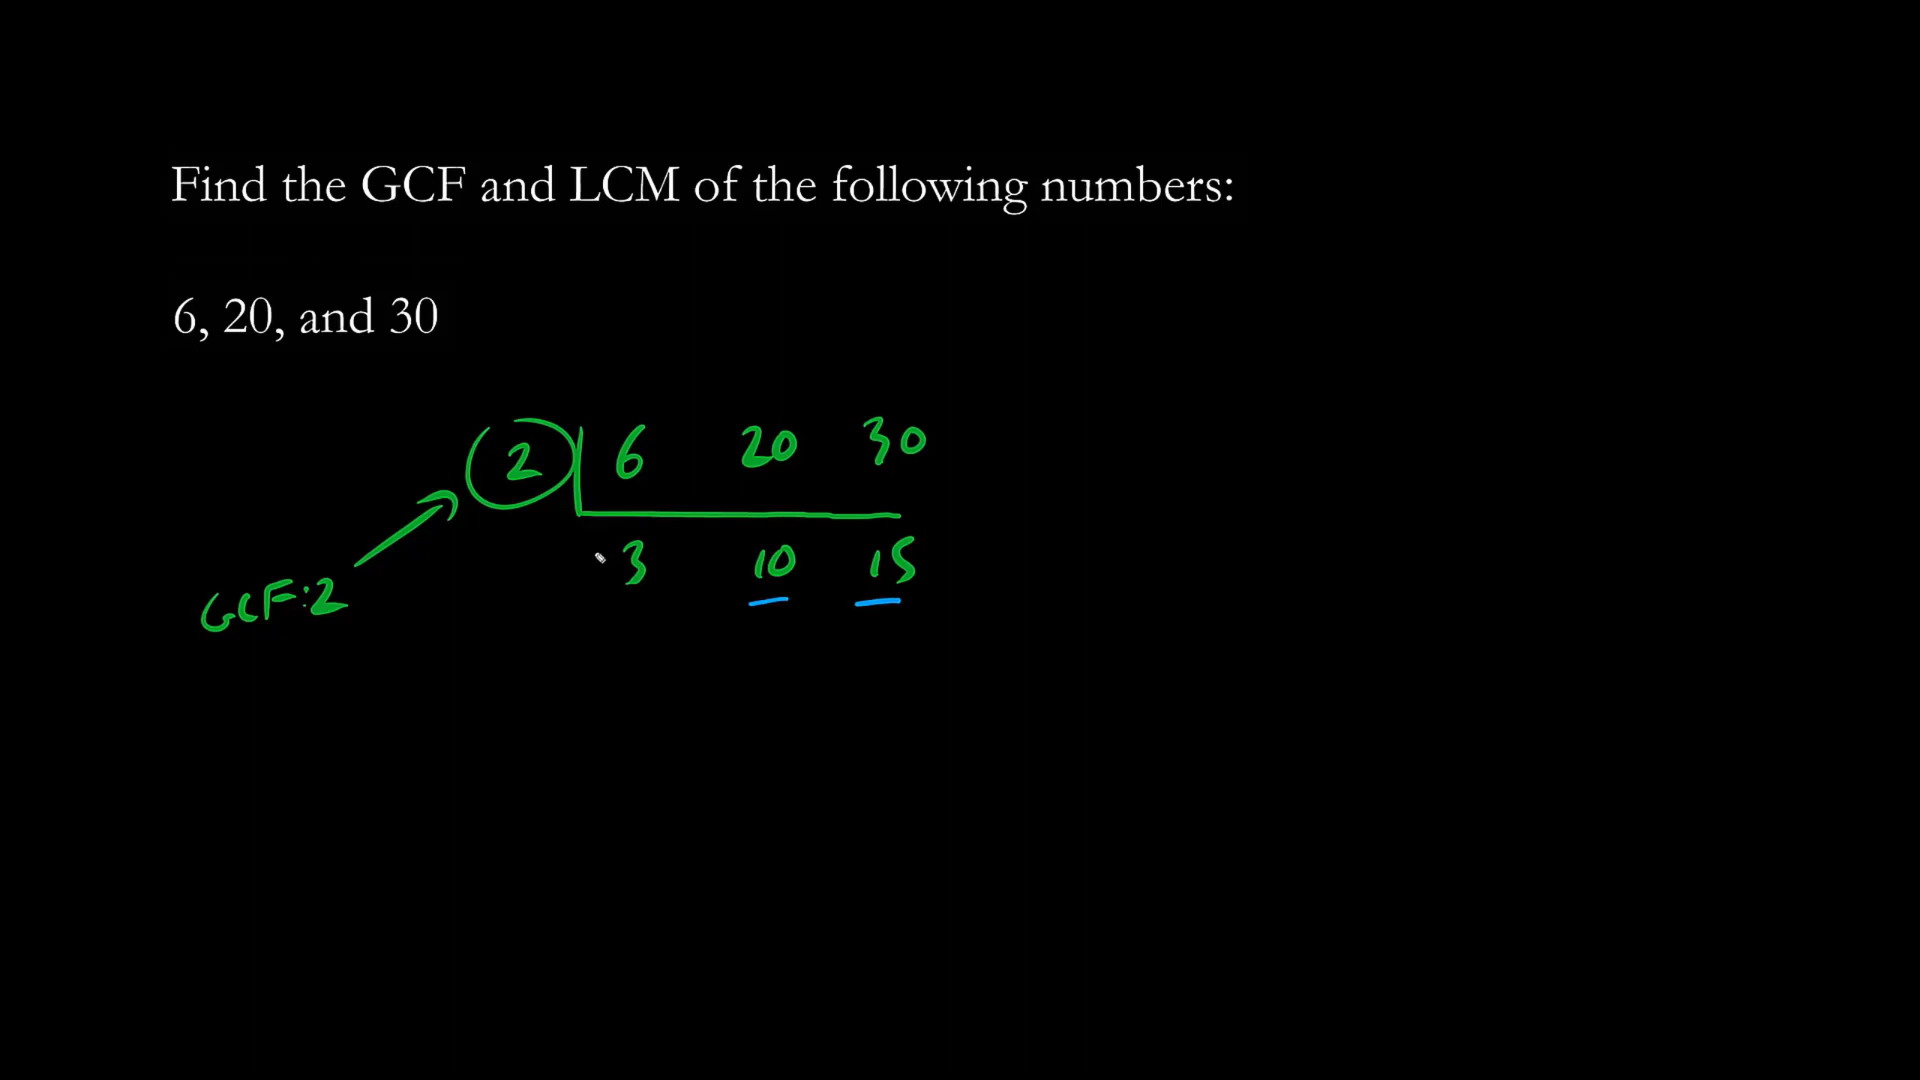 Find the GCF and LCM of the following numbers:
6, 20, and 30
2 6 20 30
3 10 15
GCF:2